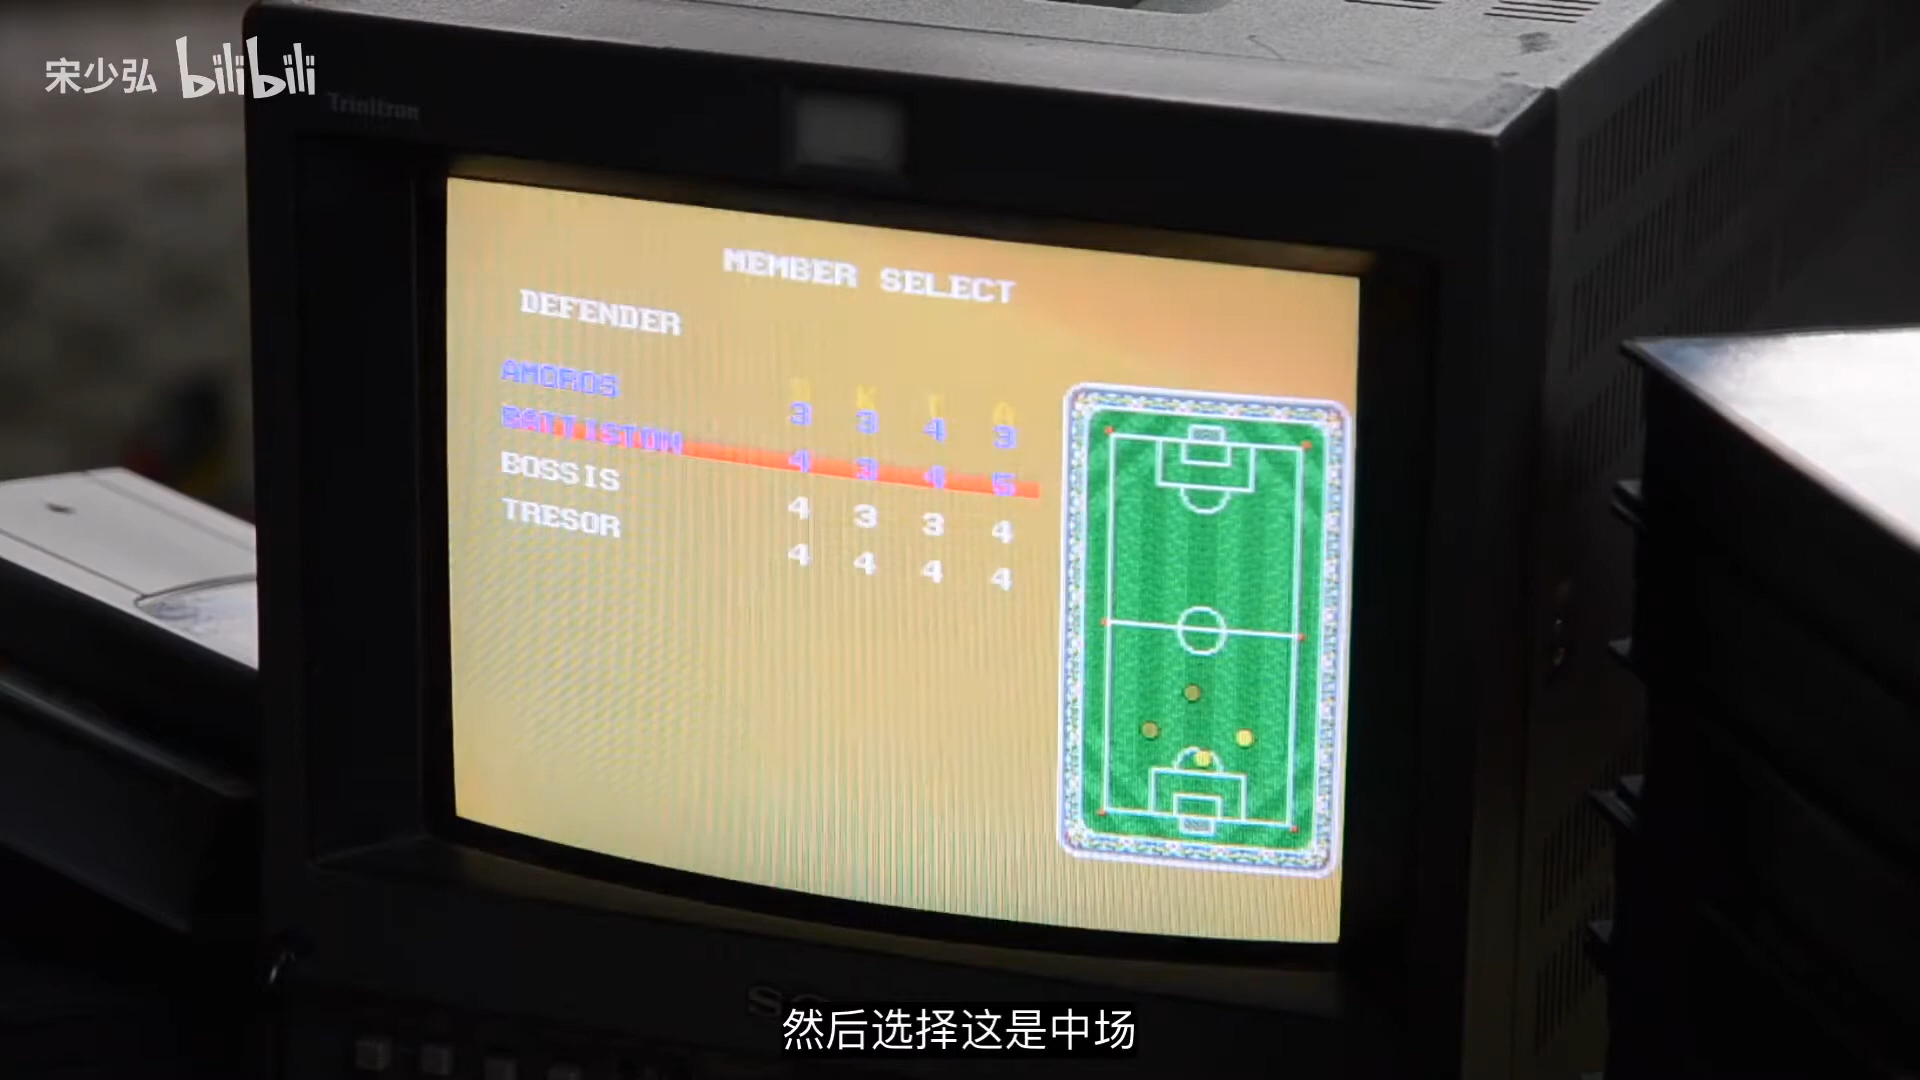 宋少弘 bilibili
Trinitron
MEMBER SELECT
DEFENDER
S K T A
AMOROS 3 3 4 3
BATTISTON 4 3 4 5
BOSSIS 4 3 3 4
TRESOR 4 4 4 4
然后选择这是中场